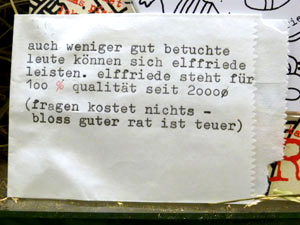 auch weniger gut betuchte
leute können sich elffriede
leisten. elffriede steht für
100 % qualität seit 2000ø
(fragen kostet nichts -
bloss guter rat ist teuer)